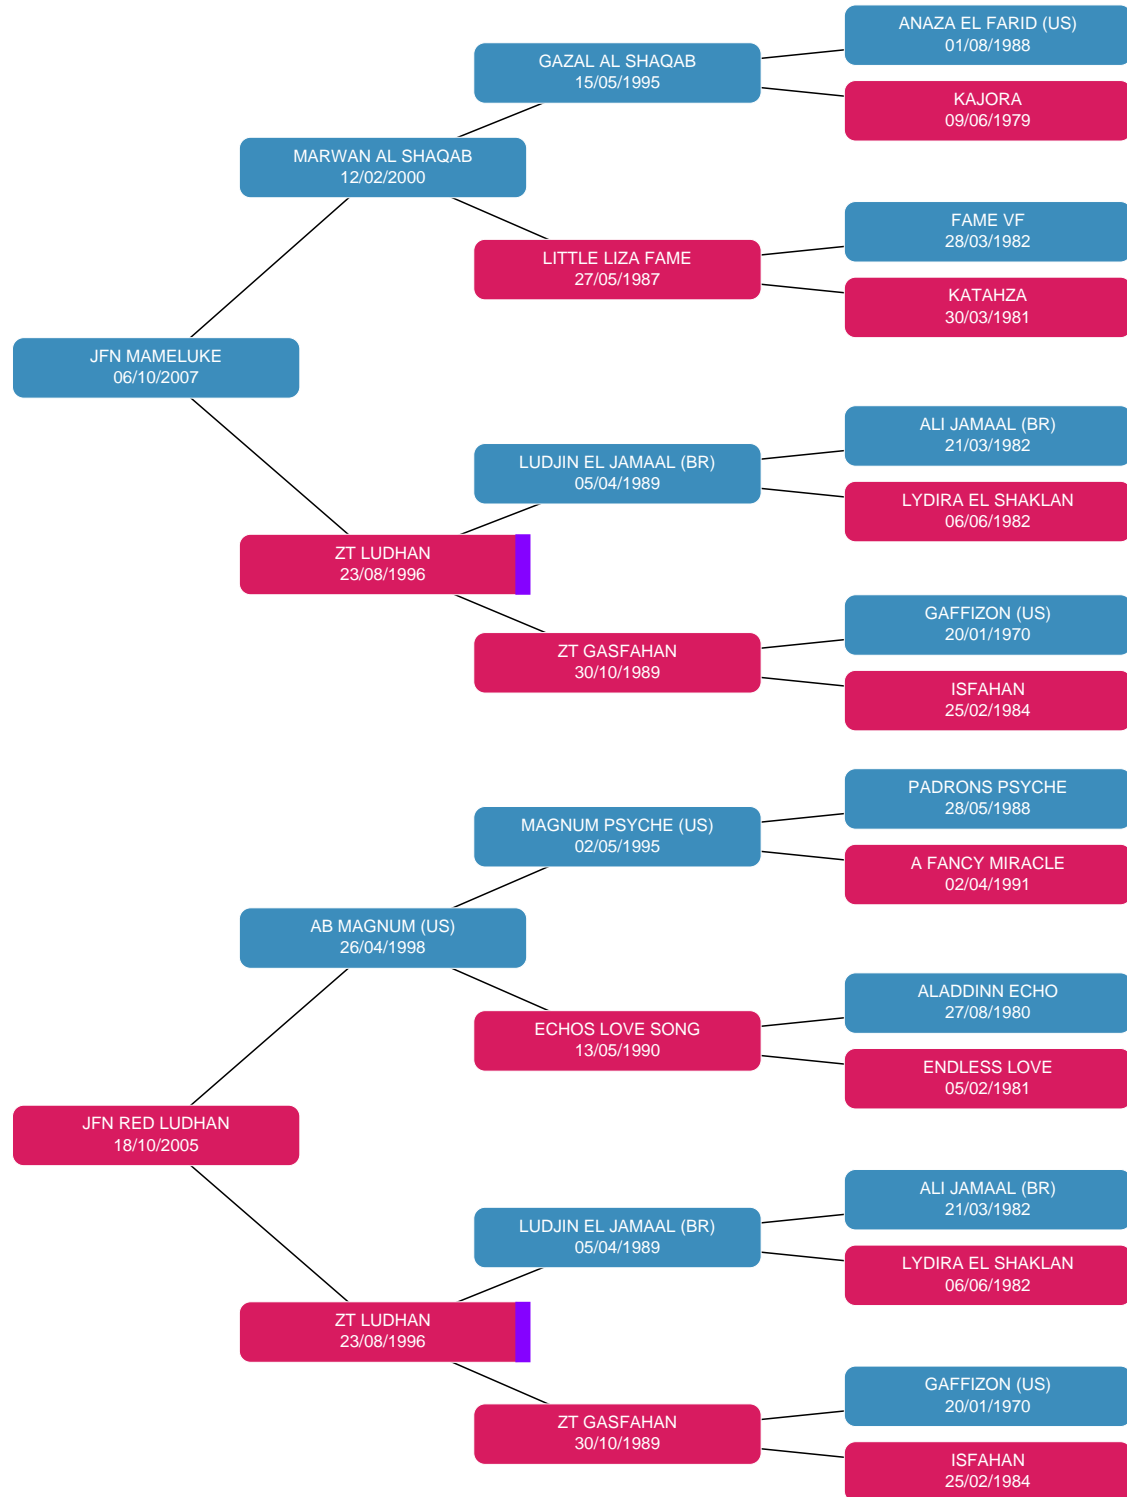 ANAZA EL FARID (US)
01/08/1988
GAZAL AL SHAQAB
15/05/1995
KAJORA
09/06/1979
MARWAN AL SHAQAB
12/02/2000
FAME VF
28/03/1982
LITTLE LIZA FAME
27/05/1987
KATAHZA
30/03/1981
JFN MAMELUKE
06/10/2007
ALI JAMAAL (BR)
21/03/1982
LUDJIN EL JAMAAL (BR)
05/04/1989
LYDIRA EL SHAKLAN
06/06/1982
ZT LUDHAN
23/08/1996
GAFFIZON (US)
20/01/1970
ZT GASFAHAN
30/10/1989
ISFAHAN
25/02/1984
PADRONS PSYCHE
28/05/1988
MAGNUM PSYCHE (US)
02/05/1995
A FANCY MIRACLE
02/04/1991
AB MAGNUM (US)
26/04/1998
ALADDINN ECHO
27/08/1980
ECHOS LOVE SONG
13/05/1990
ENDLESS LOVE
05/02/1981
JFN RED LUDHAN
18/10/2005
ALI JAMAAL (BR)
21/03/1982
LUDJIN EL JAMAAL (BR)
05/04/1989
LYDIRA EL SHAKLAN
06/06/1982
ZT LUDHAN
23/08/1996
GAFFIZON (US)
20/01/1970
ZT GASFAHAN
30/10/1989
ISFAHAN
25/02/1984